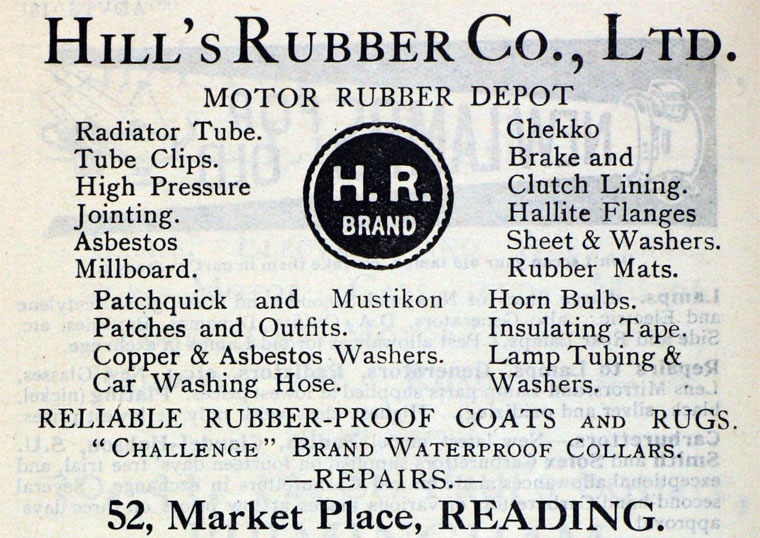 HILL'S RUBBER CO., LTD.
MOTOR RUBBER DEPOT
Radiator Tube.
Tube Clips.
High Pressure
Jointing.
Asbestos
Millboard.
H. R.
BRAND
Chekko
Brake and
Clutch Lining.
Hallite Flanges
Sheet & Washers.
Rubber Mats.
Patchquick and Mustikon
Patches and Outfits.
Copper & Asbestos Washers.
Car Washing Hose.
Horn Bulbs.
Insulating Tape.
Lamp Tubing &
Washers.
RELIABLE RUBBER-PROOF COATS AND RUGS.
"CHALLENGE" BRAND WATERPROOF COLLARS.
—REPAIRS.—
52, Market Place, READING.